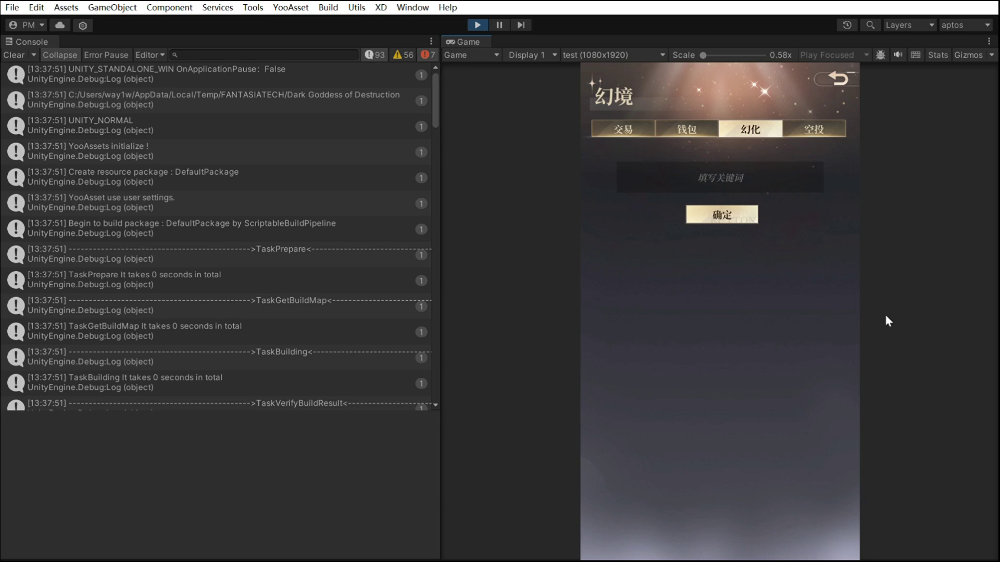 File Edit Assets GameObject Component Services Tools YooAsset Build Utils XD Window Help
PM
Layers aptos
Console
Game
Clear Collapse Error Pause Editor 93 56 7
Game Display 1 test (1080x1920) Scale 0.58x Play Focused Stats Gizmos
[13:37:51] UNITY_STANDALONE_WIN OnApplicationPause: False
UnityEngine.Debug:Log (object)
1
[13:37:51] C:/Users/way1w/AppData/Local/Temp/FANTASIATECH/Dark Goddess of Destruction
UnityEngine.Debug:Log (object)
1
[13:37:51] UNITY_NORMAL
UnityEngine.Debug:Log (object)
1
[13:37:51] YooAssets initialize !
UnityEngine.Debug:Log (object)
1
[13:37:51] Create resource package : DefaultPackage
UnityEngine.Debug:Log (object)
1
[13:37:51] YooAsset use user settings.
UnityEngine.Debug:Log (object)
1
[13:37:51] Begin to build package : DefaultPackage by ScriptableBuildPipeline
UnityEngine.Debug:Log (object)
1
[13:37:51] ------------------------------------------->TaskPrepare<----------------------------
UnityEngine.Debug:Log (object)
1
[13:37:51] TaskPrepare It takes 0 seconds in total
UnityEngine.Debug:Log (object)
1
[13:37:51] ------------------------------------------->TaskGetBuildMap<-----------------------
UnityEngine.Debug:Log (object)
1
[13:37:51] TaskGetBuildMap It takes 0 seconds in total
UnityEngine.Debug:Log (object)
1
[13:37:51] ------------------------------------------->TaskBuilding<----------------------------
UnityEngine.Debug:Log (object)
1
[13:37:51] TaskBuilding It takes 0 seconds in total
UnityEngine.Debug:Log (object)
1
[13:37:51] ------------------------------------------->TaskVerifyBuildResult<-------------------
1
幻境
交易 钱包 幻化 空投
填写关键词
确定